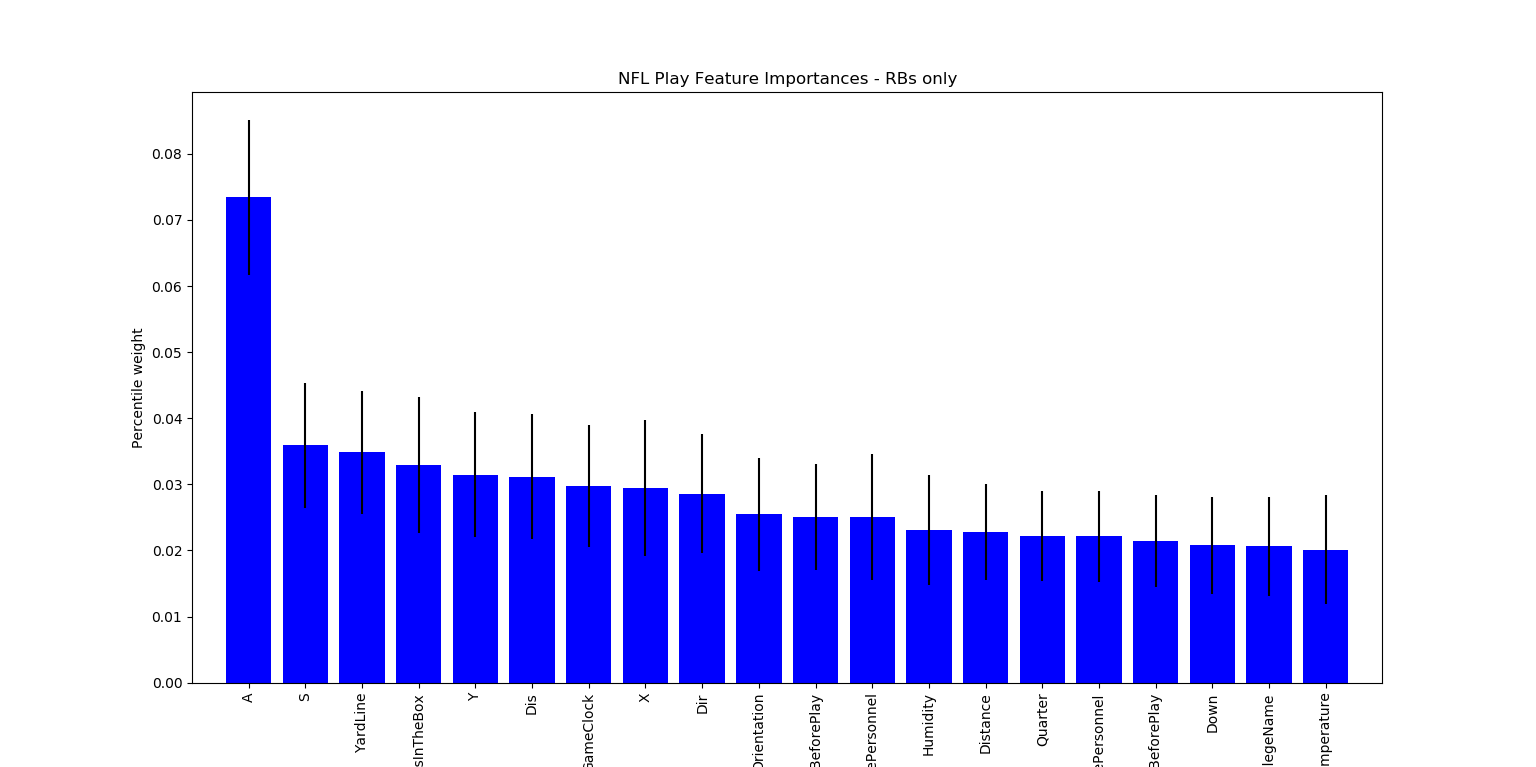 NFL Play Feature Importances - RBs only
Percentile weight
0.08
0.07
0.06
0.05
0.04
0.03
0.02
0.01
0.00
A
S
YardLine
sInTheBox
Y
Dis
GameClock
X
Dir
Orientation
BeforePlay
ePersonnel
Humidity
Distance
Quarter
ePersonnel
BeforePlay
Down
legeName
mperature